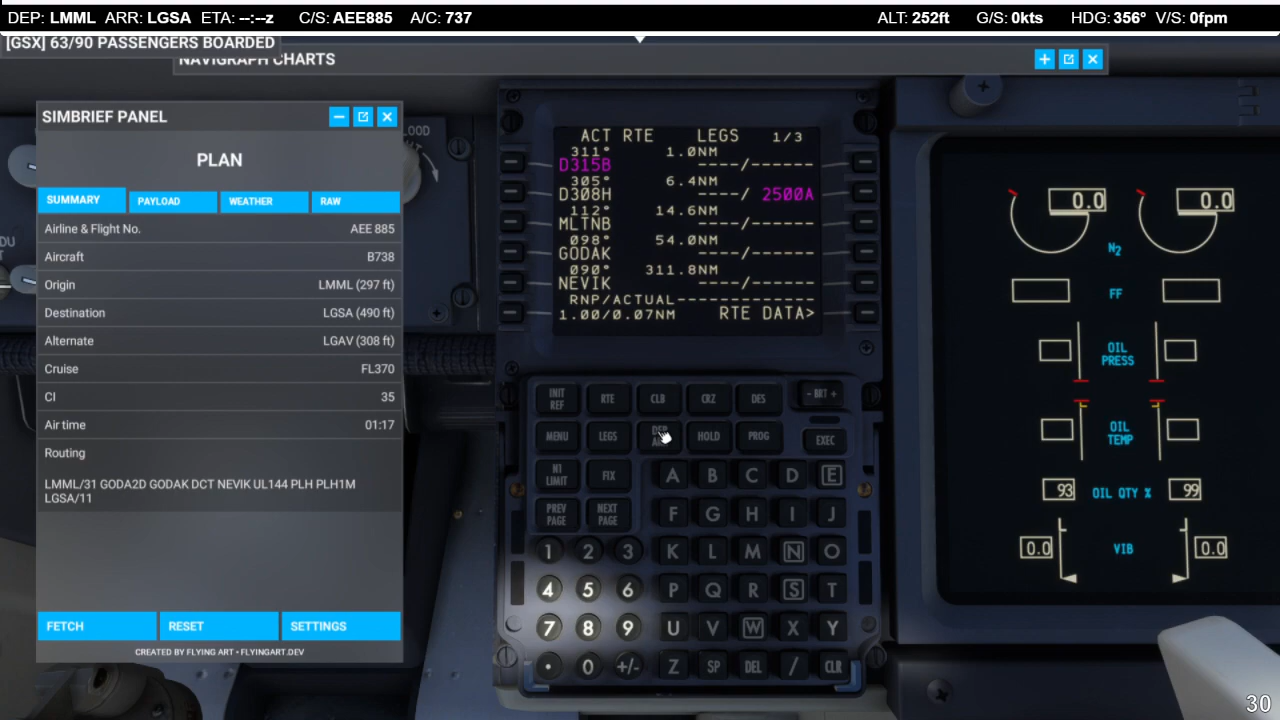 DEP: LMML ARR: LGSA ETA: --:--z C/S: AEE885 A/C: 737 ALT: 252ft G/S: 0kts HDG: 356° V/S: 0fpm
[GSX] 63/90 PASSENGERS BOARDED
NAVIGRAPH CHARTS
SIMBRIEF PANEL
PLAN
SUMMARY PAYLOAD WEATHER RAW
Airline & Flight No. AEE 885
Aircraft B738
Origin LMML (297 ft)
Destination LGSA (490 ft)
Alternate LGAV (308 ft)
Cruise FL370
CI 35
Air time 01:17
Routing
LMML/31 GODA2D GODAK DCT NEVIK UL144 PLH PLH1M
LGSA/11
FETCH RESET SETTINGS
CREATED BY FLYING ART • FLYINGART.DEV
ACT RTE LEGS 1/3
311° 1.0NM
D315B ----/------
305° 6.4NM
D308H ----/ 2500A
112° 14.6NM
MLTNB ----/------
098° 54.0NM
GODAK ----/------
090° 311.8NM
NEVIK ----/------
RNP/ACTUAL--------------
1.00/0.07NM RTE DATA>
INIT REF RTE CLB CRZ DES - BRT +
MENU LEGS HOLD PROG EXEC
N1 LIMIT FIX A B C D E
PREV PAGE NEXT PAGE F G H I J
1 2 3 K L M N O
4 5 6 P Q R S T
7 8 9 U V W X Y
• 0 +/- Z SP DEL / CLR
0.0 0.0
N2
FF
OIL
PRESS
OIL
TEMP
93 OIL QTY % 99
0.0 VIB 0.0
30